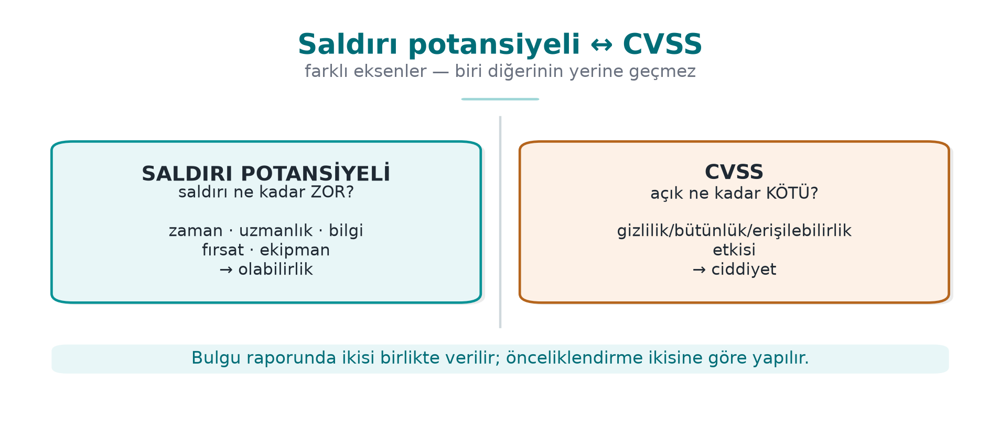 Saldırı potansiyeli ↔ CVSS
farklı eksenler — biri diğerinin yerine geçmez
SALDIRI POTANSİYELİ
saldırı ne kadar ZOR?
zaman · uzmanlık · bilgi
fırsat · ekipman
→ olabilirlik
CVSS
açık ne kadar KÖTÜ?
gizlilik/bütünlük/erişilebilirlik
etkisi
→ ciddiyet
Bulgu raporunda ikisi birlikte verilir; önceliklendirme ikisine göre yapılır.